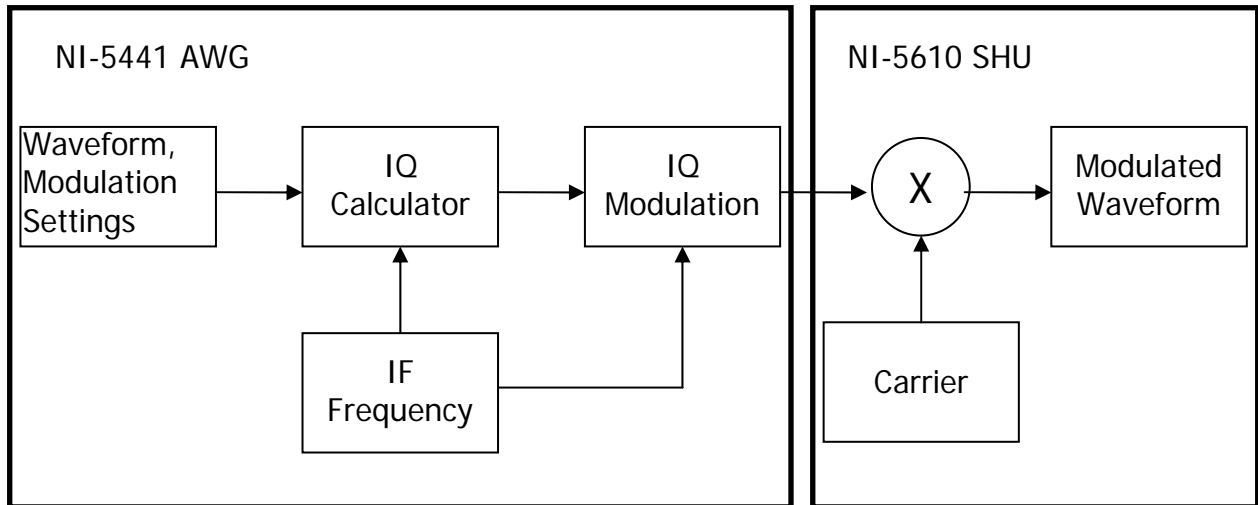 NI-5441 AWG
NI-5610 SHU
Waveform,
Modulation
Settings
IQ
Calculator
IQ
Modulation
X
Modulated
Waveform
IF
Frequency
Carrier